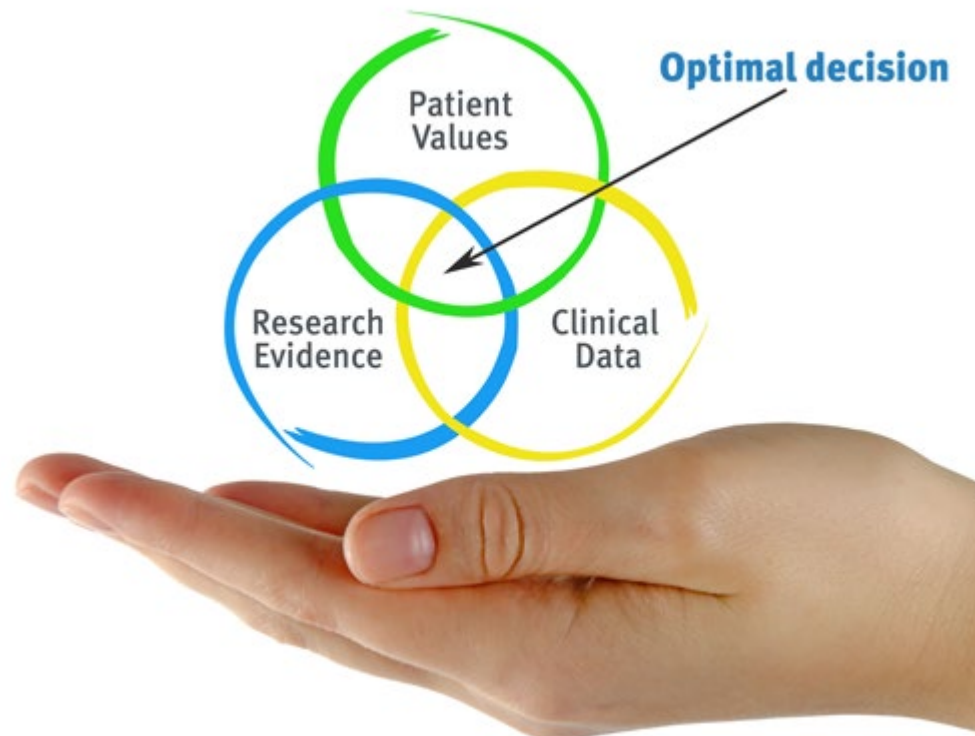 Patient
Values
Optimal decision
Research
Evidence
Clinical
Data